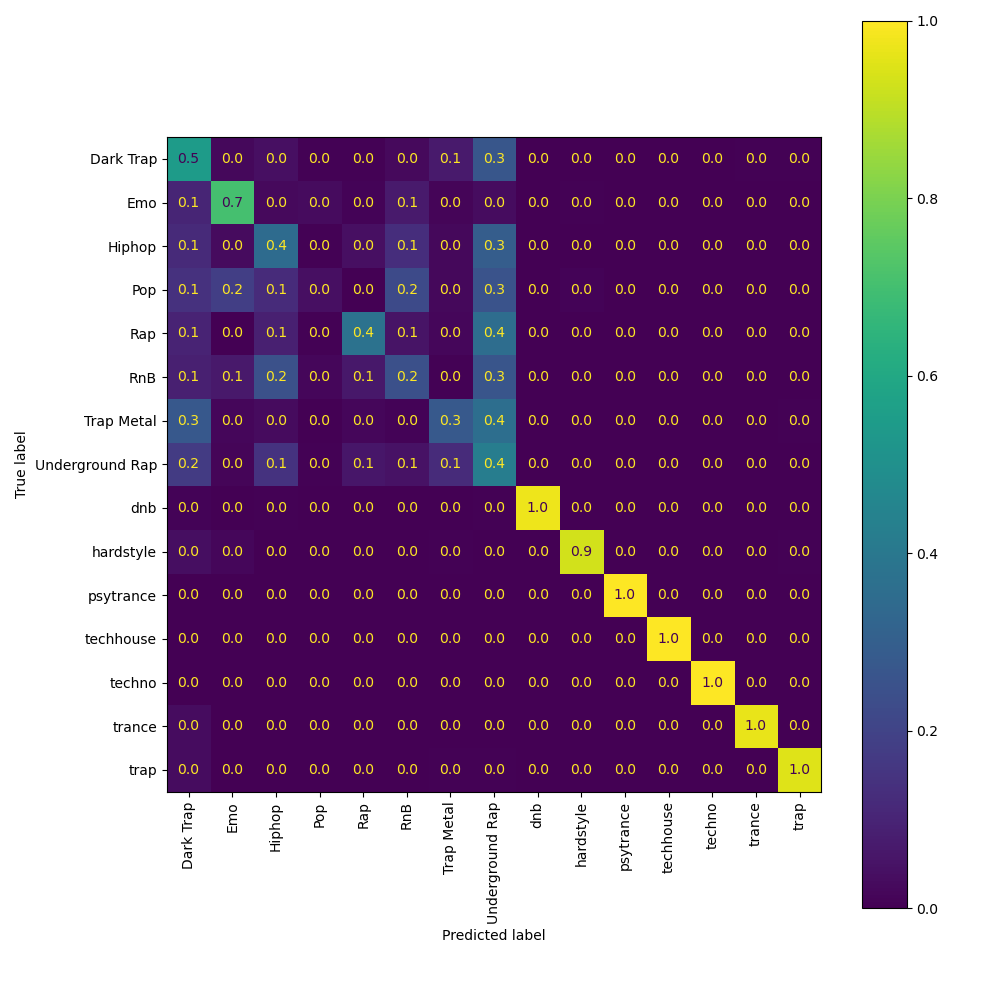 1.0
Dark Trap 0.5 0.0 0.0 0.0 0.0 0.0 0.1 0.3 0.0 0.0 0.0 0.0 0.0 0.0 0.0
Emo 0.1 0.7 0.0 0.0 0.0 0.1 0.0 0.0 0.0 0.0 0.0 0.0 0.0 0.0 0.0
0.8
Hiphop 0.1 0.0 0.4 0.0 0.0 0.1 0.0 0.3 0.0 0.0 0.0 0.0 0.0 0.0 0.0
Pop 0.1 0.2 0.1 0.0 0.0 0.2 0.0 0.3 0.0 0.0 0.0 0.0 0.0 0.0 0.0
Rap 0.1 0.0 0.1 0.0 0.4 0.1 0.0 0.4 0.0 0.0 0.0 0.0 0.0 0.0 0.0
RnB 0.1 0.1 0.2 0.0 0.1 0.2 0.0 0.3 0.0 0.0 0.0 0.0 0.0 0.0 0.0
0.6
Trap Metal 0.3 0.0 0.0 0.0 0.0 0.0 0.3 0.4 0.0 0.0 0.0 0.0 0.0 0.0 0.0
True label
Underground Rap 0.2 0.0 0.1 0.0 0.1 0.1 0.1 0.4 0.0 0.0 0.0 0.0 0.0 0.0 0.0
dnb 0.0 0.0 0.0 0.0 0.0 0.0 0.0 0.0 1.0 0.0 0.0 0.0 0.0 0.0 0.0
hardstyle 0.0 0.0 0.0 0.0 0.0 0.0 0.0 0.0 0.0 0.9 0.0 0.0 0.0 0.0 0.0
0.4
psytrance 0.0 0.0 0.0 0.0 0.0 0.0 0.0 0.0 0.0 0.0 1.0 0.0 0.0 0.0 0.0
techhouse 0.0 0.0 0.0 0.0 0.0 0.0 0.0 0.0 0.0 0.0 0.0 1.0 0.0 0.0 0.0
techno 0.0 0.0 0.0 0.0 0.0 0.0 0.0 0.0 0.0 0.0 0.0 0.0 1.0 0.0 0.0
trance 0.0 0.0 0.0 0.0 0.0 0.0 0.0 0.0 0.0 0.0 0.0 0.0 0.0 1.0 0.0
0.2
trap 0.0 0.0 0.0 0.0 0.0 0.0 0.0 0.0 0.0 0.0 0.0 0.0 0.0 0.0 1.0
Dark Trap
Emo
Hiphop
Pop
Rap
RnB
Trap Metal
Underground Rap
dnb
hardstyle
psytrance
techhouse
techno
trance
trap
0.0
Predicted label